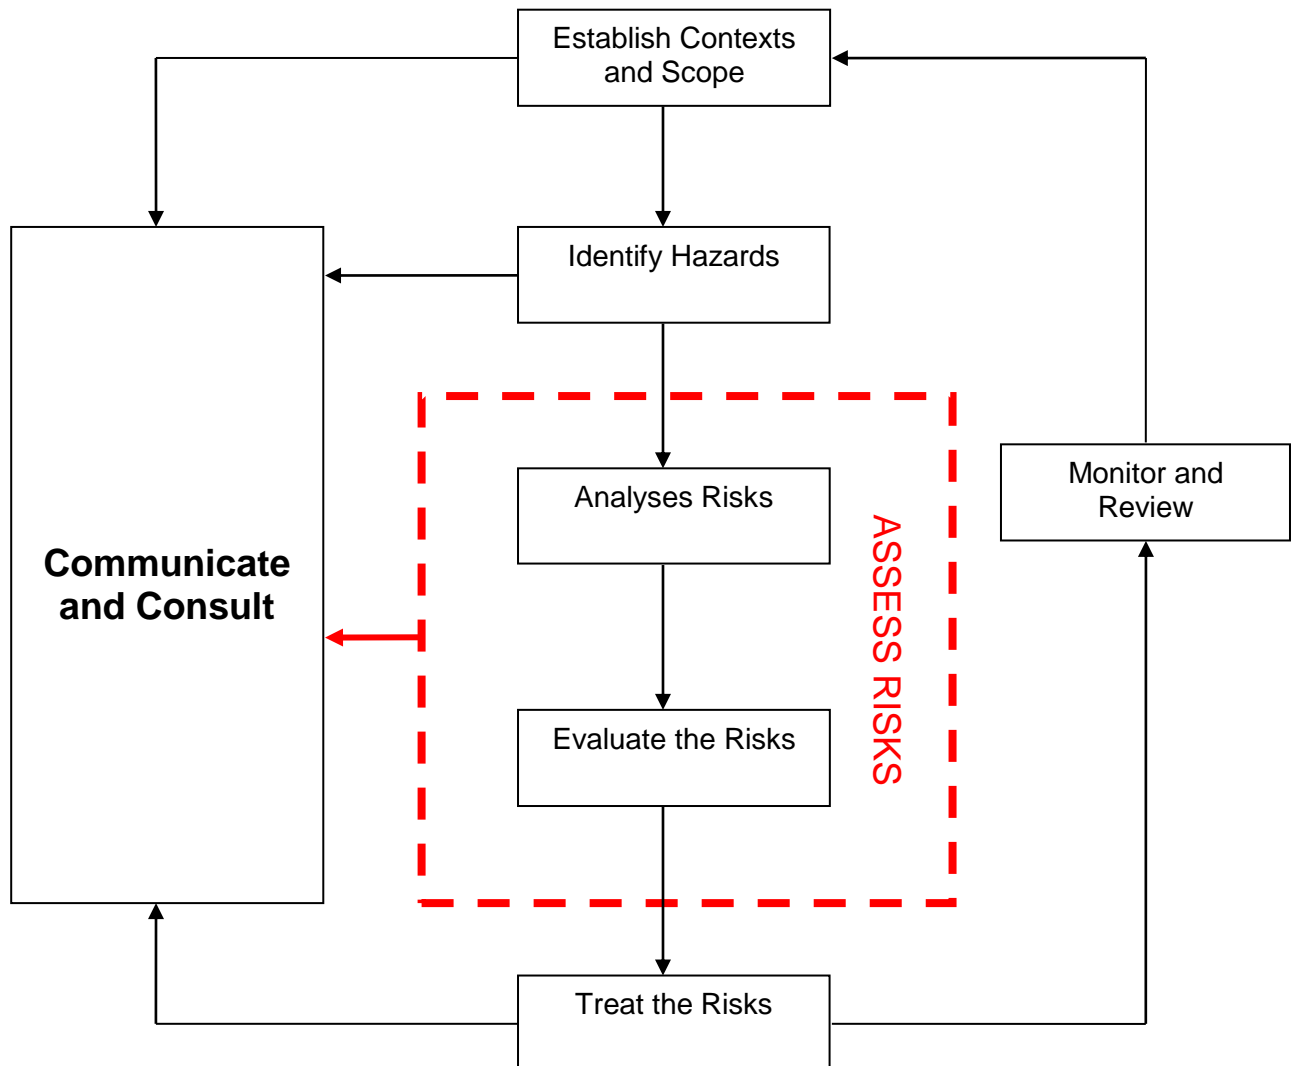 Establish Contexts
and Scope
Identify Hazards
Analyses Risks
Monitor and
Review
ASSESS RISKS
Communicate
and Consult
Evaluate the Risks
Treat the Risks